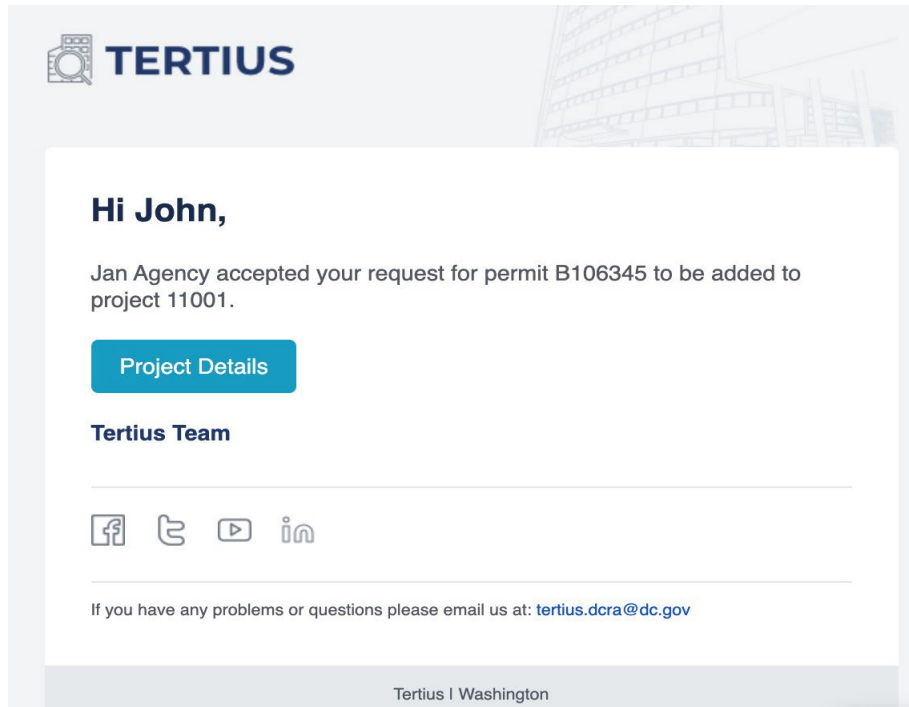 TERTIUS
Hi John,
Jan Agency accepted your request for permit B106345 to be added to
project 11001.
Project Details
Tertius Team
If you have any problems or questions please email us at: tertius.dcra@dc.gov
Tertius | Washington